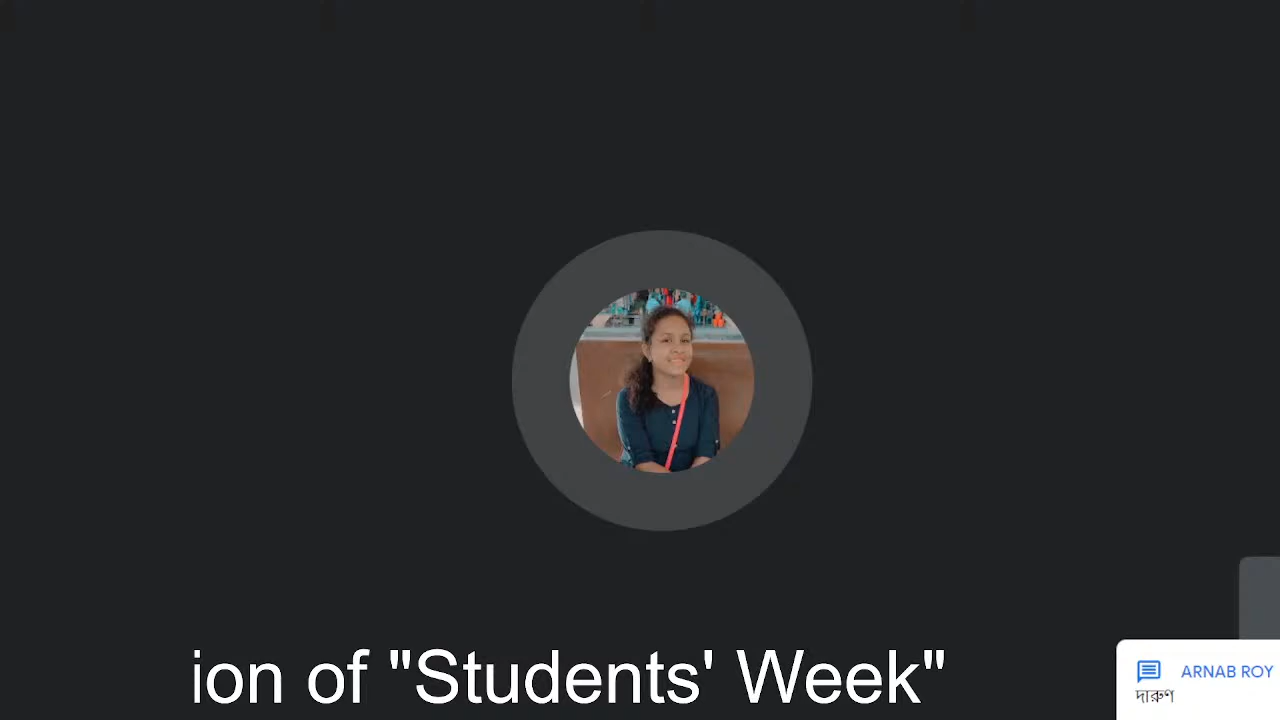 ion of "Students' Week"
ARNAB ROY
দারুণ